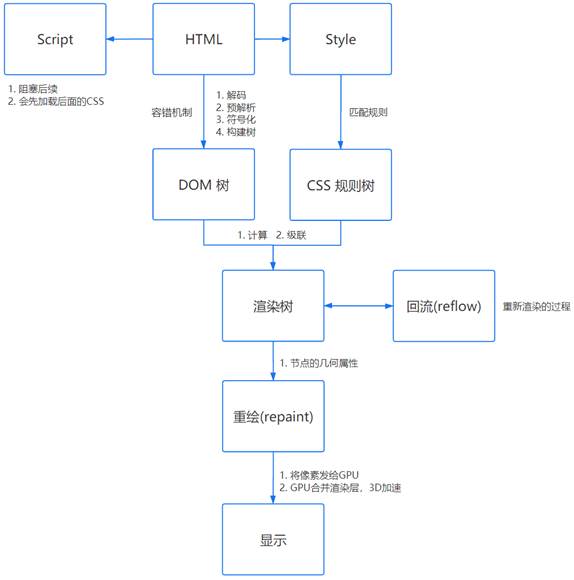 Script
HTML
Style
1. 阻塞后续
2. 会先加载后面的CSS
容错机制
1. 解码
2. 预解析
3. 符号化
4. 构建树
匹配规则
DOM 树
CSS 规则树
1. 计算 2. 级联
渲染树
回流(reflow)
重新渲染的过程
1. 节点的几何属性
重绘(repaint)
1. 将像素发给GPU
2. GPU合并渲染层，3D加速
显示